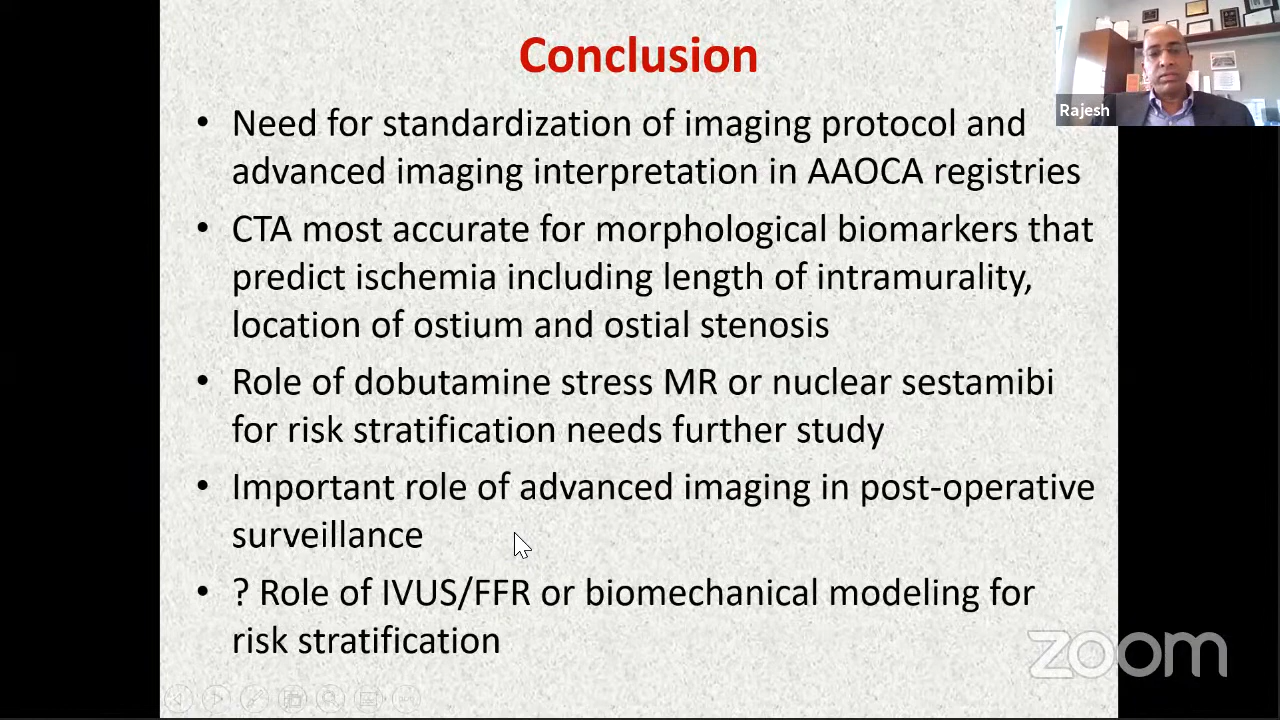 Conclusion
Rajesh
• Need for standardization of imaging protocol and
advanced imaging interpretation in AAOCA registries
• CTA most accurate for morphological biomarkers that
predict ischemia including length of intramurality,
location of ostium and ostial stenosis
• Role of dobutamine stress MR or nuclear sestamibi
for risk stratification needs further study
• Important role of advanced imaging in post-operative
surveillance
• ? Role of IVUS/FFR or biomechanical modeling for
risk stratification
zoom